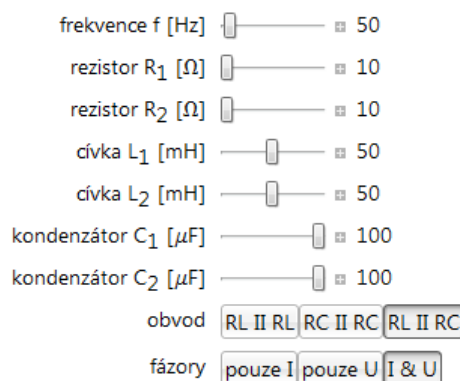 frekvence f [Hz] 50
rezistor R₁ [Ω] 10
rezistor R₂ [Ω] 10
cívka L₁ [mH] 50
cívka L₂ [mH] 50
kondenzátor C₁ [μF] 100
kondenzátor C₂ [μF] 100
obvod RL II RL RC II RC RL II RC
fázory pouze I pouze U I & U